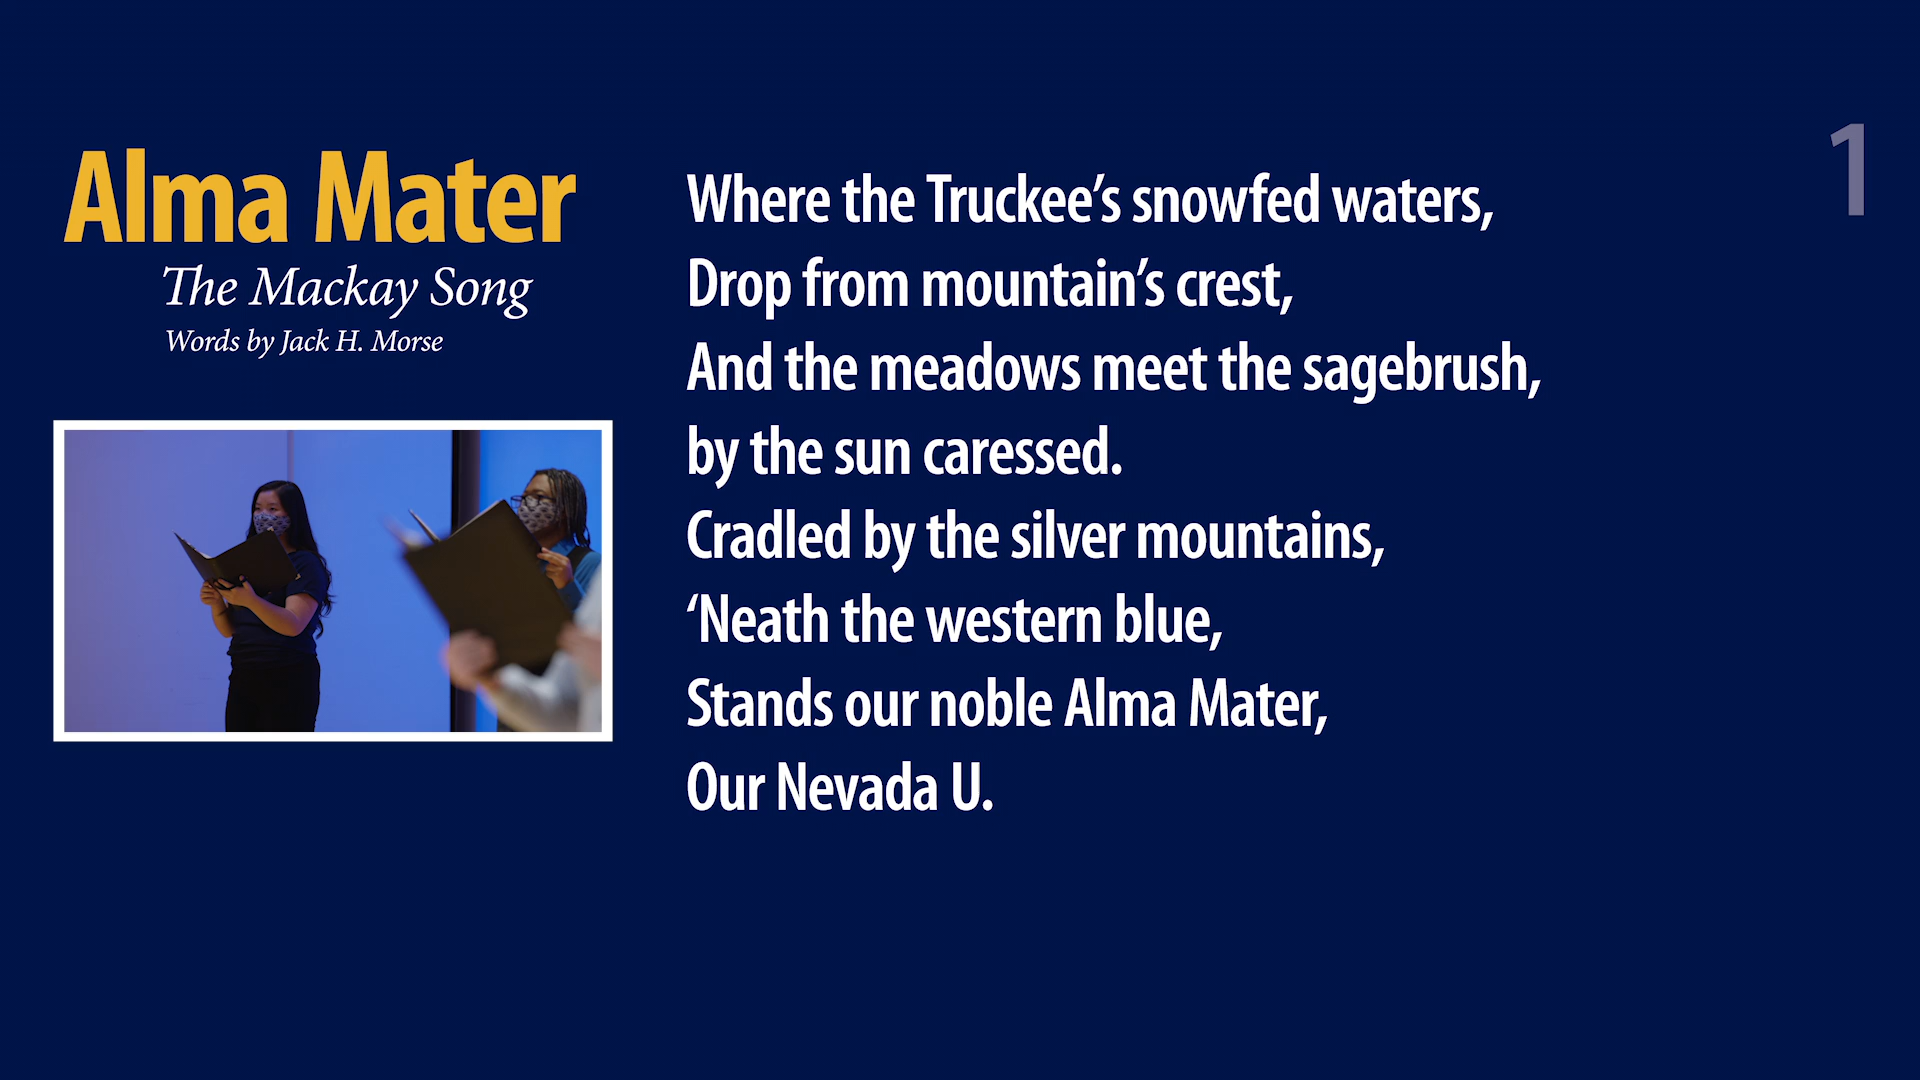 Alma Mater
The Mackay Song
Words by Jack H. Morse
1
Where the Truckee’s snowfed waters,
Drop from mountain’s crest,
And the meadows meet the sagebrush,
by the sun caressed.
Cradled by the silver mountains,
‘Neath the western blue,
Stands our noble Alma Mater,
Our Nevada U.